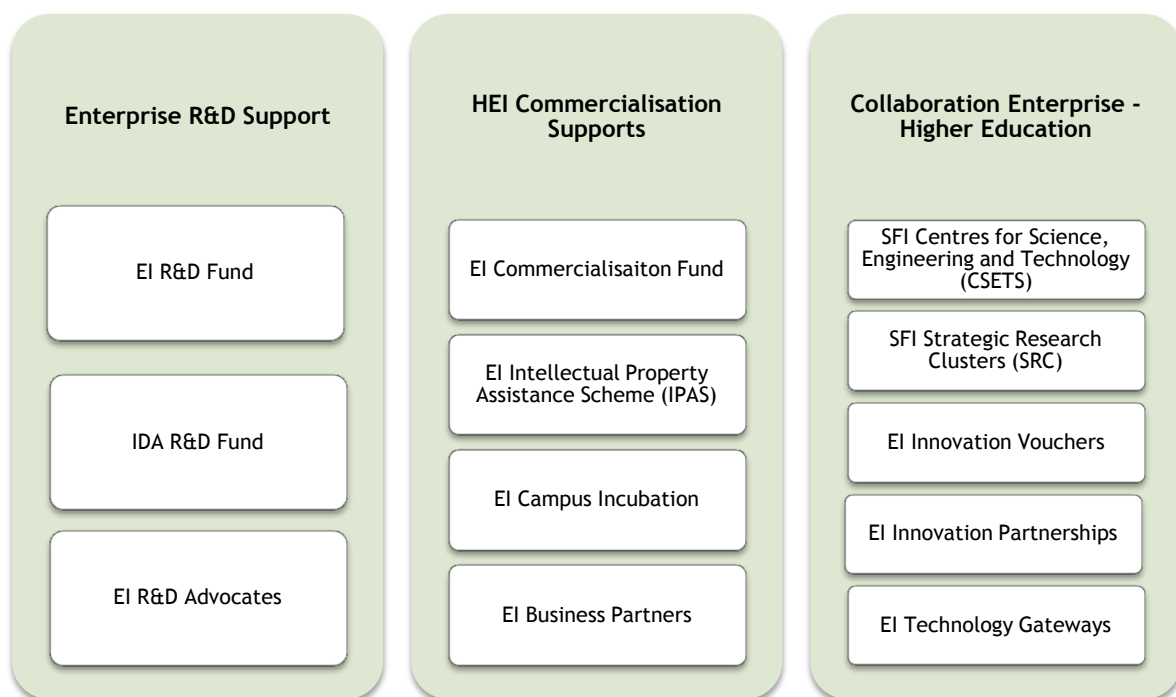 Enterprise R&D Support
EI R&D Fund
IDA R&D Fund
EI R&D Advocates
HEI Commercialisation
Supports
EI Commercialisaiton Fund
EI Intellectual Property
Assistance Scheme (IPAS)
EI Campus Incubation
EI Business Partners
Collaboration Enterprise -
Higher Education
SFI Centres for Science,
Engineering and Technology
(CSETS)
SFI Strategic Research
Clusters (SRC)
EI Innovation Vouchers
EI Innovation Partnerships
EI Technology Gateways